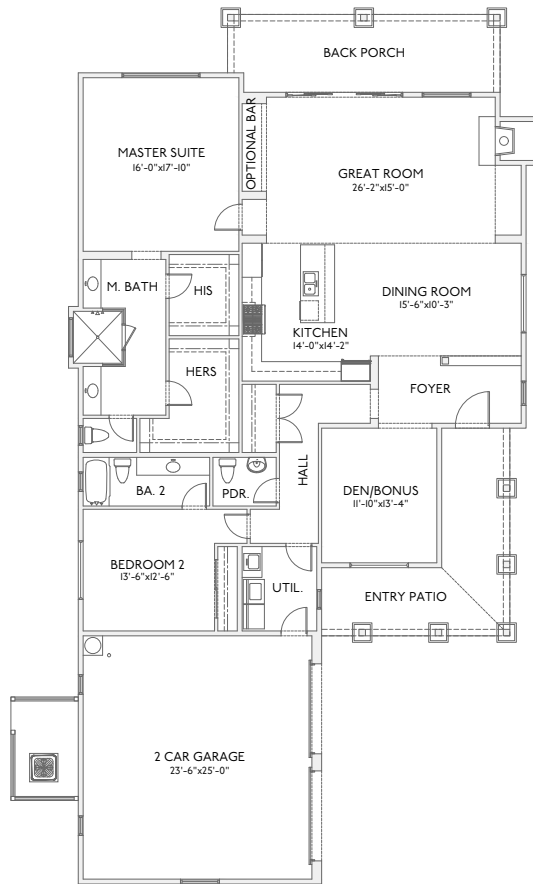 BACK PORCH
MASTER SUITE
16'-0"x17'-10"
OPTIONAL BAR
GREAT ROOM
26'-2"x15'-0"
M. BATH
HIS
DINING ROOM
15'-6"x10'-3"
KITCHEN
14'-0"x14'-2"
HERS
FOYER
HALL
BA. 2
PDR.
DEN/BONUS
11'-10"x13'-4"
BEDROOM 2
13'-6"x12'-6"
UTIL.
ENTRY PATIO
2 CAR GARAGE
23'-6"x25'-0"